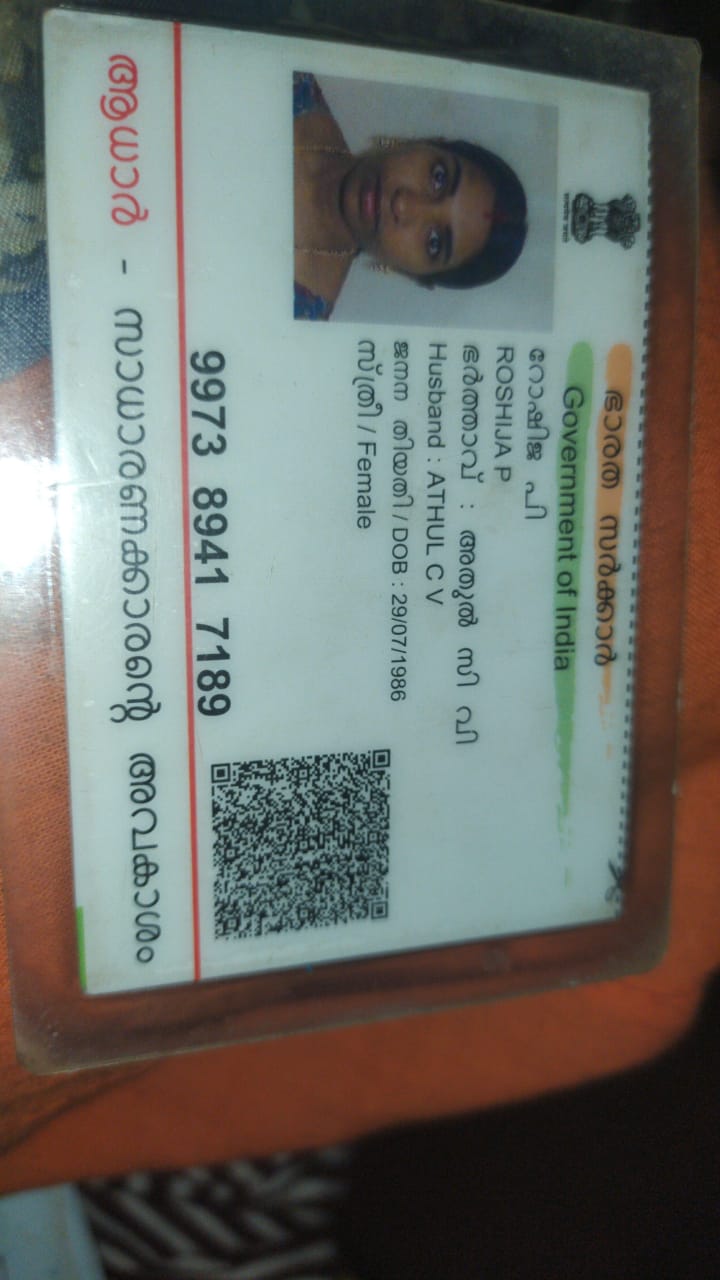 ഭാരത സർക്കാർ
Government of India
റോഷിജ പി
ROSHIJA P
ഭർത്താവ് : അതുൽ സി വി
Husband : ATHUL C V
ജനന തിയതി / DOB : 29/07/1986
സ്ത്രീ / Female
9973 8941 7189
ആധാർ - സാധാരണക്കാരന്റെ അവകാശം